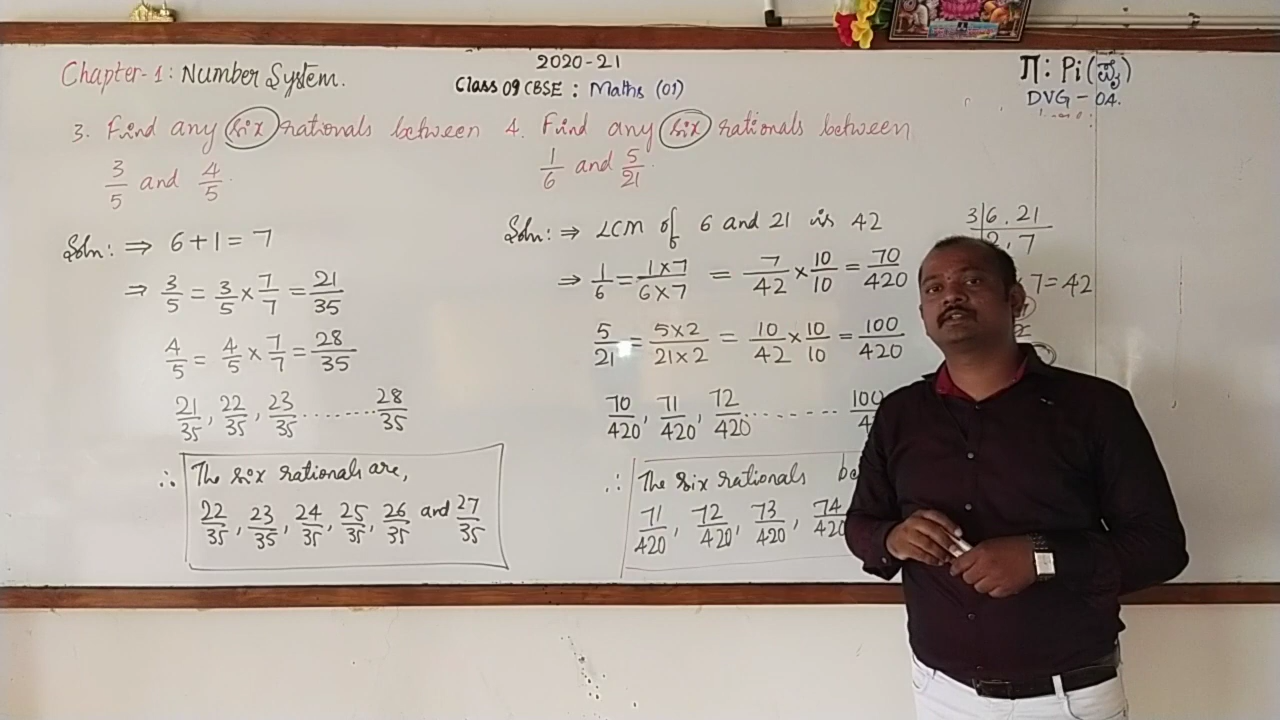 2020-21
Chapter-1: Number System.
Class 09 CBSE : Maths (01)
π: Pi (ಪೈ)
DVG - 04.
3. Find any six rationals between
3/5 and 4/5.
Soln: ⇒ 6+1 = 7
⇒ 3/5 = 3/5 × 7/7 = 21/35
4/5 = 4/5 × 7/7 = 28/35
21/35, 22/35, 23/35 ........ 28/35
∴ The six rationals are,
22/35, 23/35, 24/35, 25/35, 26/35 and 27/35
4. Find any six rationals between
1/6 and 5/21.
Soln: ⇒ LCM of 6 and 21 is 42
⇒ 1/6 = 1×7/6×7 = 7/42 × 10/10 = 70/420
5/21 = 5×2/21×2 = 10/42 × 10/10 = 100/420
70/420, 71/420, 72/420 ........ 100
∴ The six rationals
71/420, 72/420, 73/420, 74/420
3|6, 21
2, 7
7 = 42